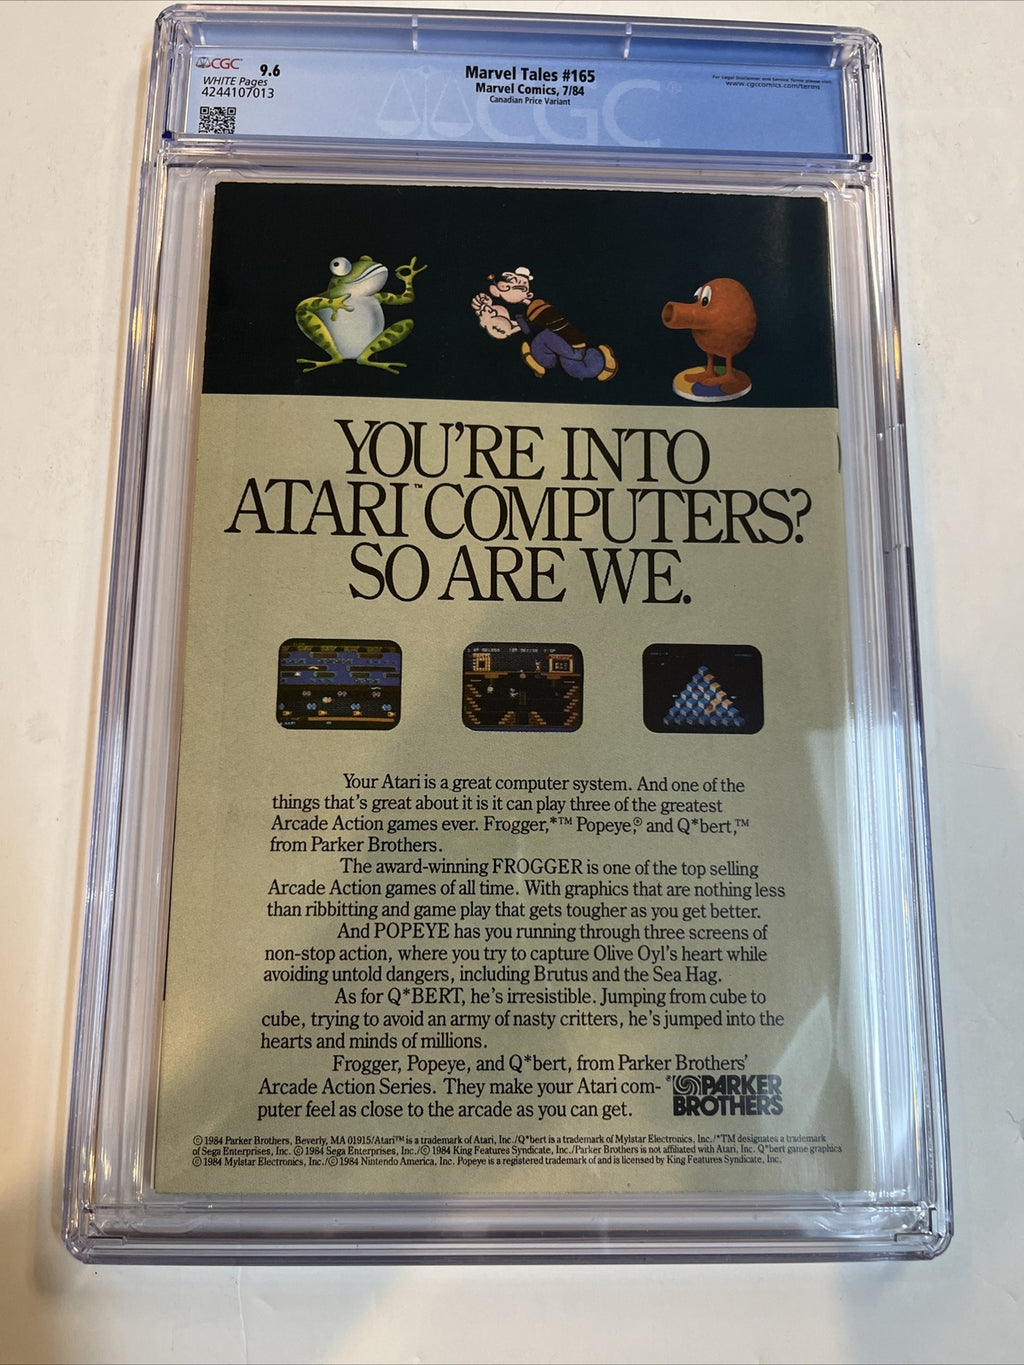 CGC 9.6
WHITE Pages
4244107013
Marvel Tales #165
Marvel Comics, 7/84
Canadian Price Variant
For Legal Disclaimer and Service Terms please visit
www.cgccomics.com/terms
CGC
YOU'RE INTO
ATARI™ COMPUTERS?
SO ARE WE.
Your Atari is a great computer system. And one of the
things that's great about it is it can play three of the greatest
Arcade Action games ever. Frogger,*™ Popeye,® and Q*bert,™
from Parker Brothers.
The award-winning FROGGER is one of the top selling
Arcade Action games of all time. With graphics that are nothing less
than ribbitting and game play that gets tougher as you get better.
And POPEYE has you running through three screens of
non-stop action, where you try to capture Olive Oyl's heart while
avoiding untold dangers, including Brutus and the Sea Hag.
As for Q*BERT, he's irresistible. Jumping from cube to
cube, trying to avoid an army of nasty critters, he's jumped into the
hearts and minds of millions.
Frogger, Popeye, and Q*bert, from Parker Brothers'
Arcade Action Series. They make your Atari com-
puter feel as close to the arcade as you can get.
PARKER
BROTHERS
© 1984 Parker Brothers, Beverly, MA 01915/Atari™ is a trademark of Atari, Inc./Q*bert is a trademark of Mylstar Electronics, Inc./*TM designates a trademark
of Sega Enterprises, Inc. © 1984 Sega Enterprises, Inc./© 1984 King Features Syndicate, Inc./Parker Brothers is not affiliated with Atari, Inc. Q*bert game graphics
© 1984 Mylstar Electronics, Inc./© 1984 Nintendo America, Inc. Popeye is a registered trademark of and is licensed by King Features Syndicate, Inc.